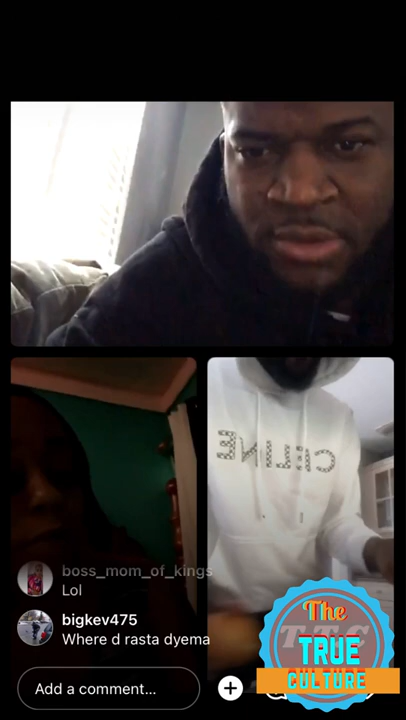 CELINE
boss_mom_of_kings
Lol
bigkev475
Where d rasta dyema
Add a comment...
The
T.T.C
TRUE
CULTURE